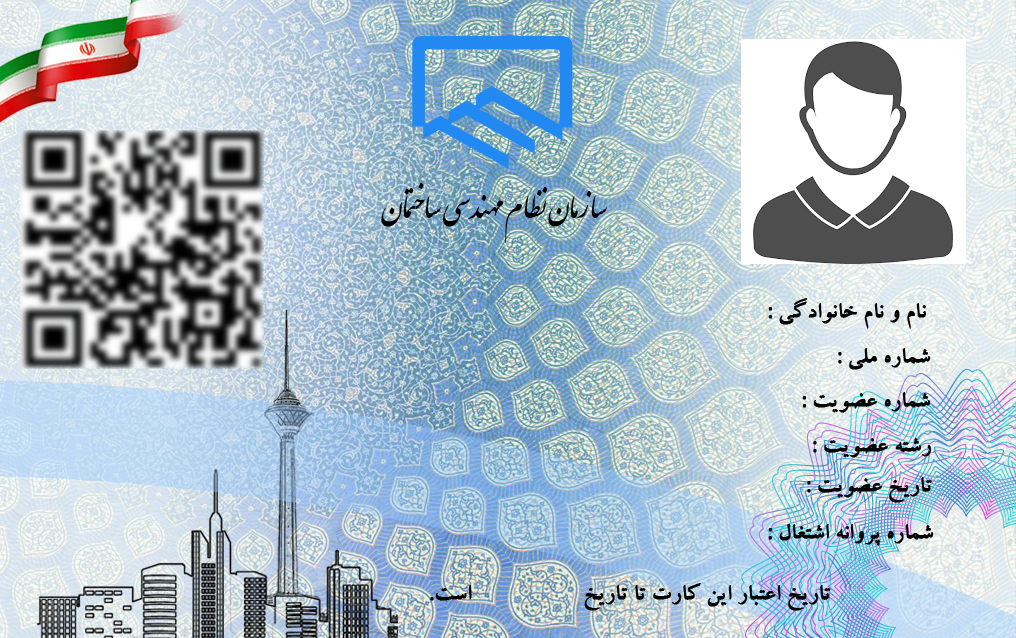 سازمان نظام مهندسی ساختمان
نام و نام خانوادگی :
شماره ملی :
شماره عضویت :
رشته عضویت :
تاریخ عضویت :
شماره پروانه اشتغال :
تاریخ اعتبار این کارت تا تاریخ است.